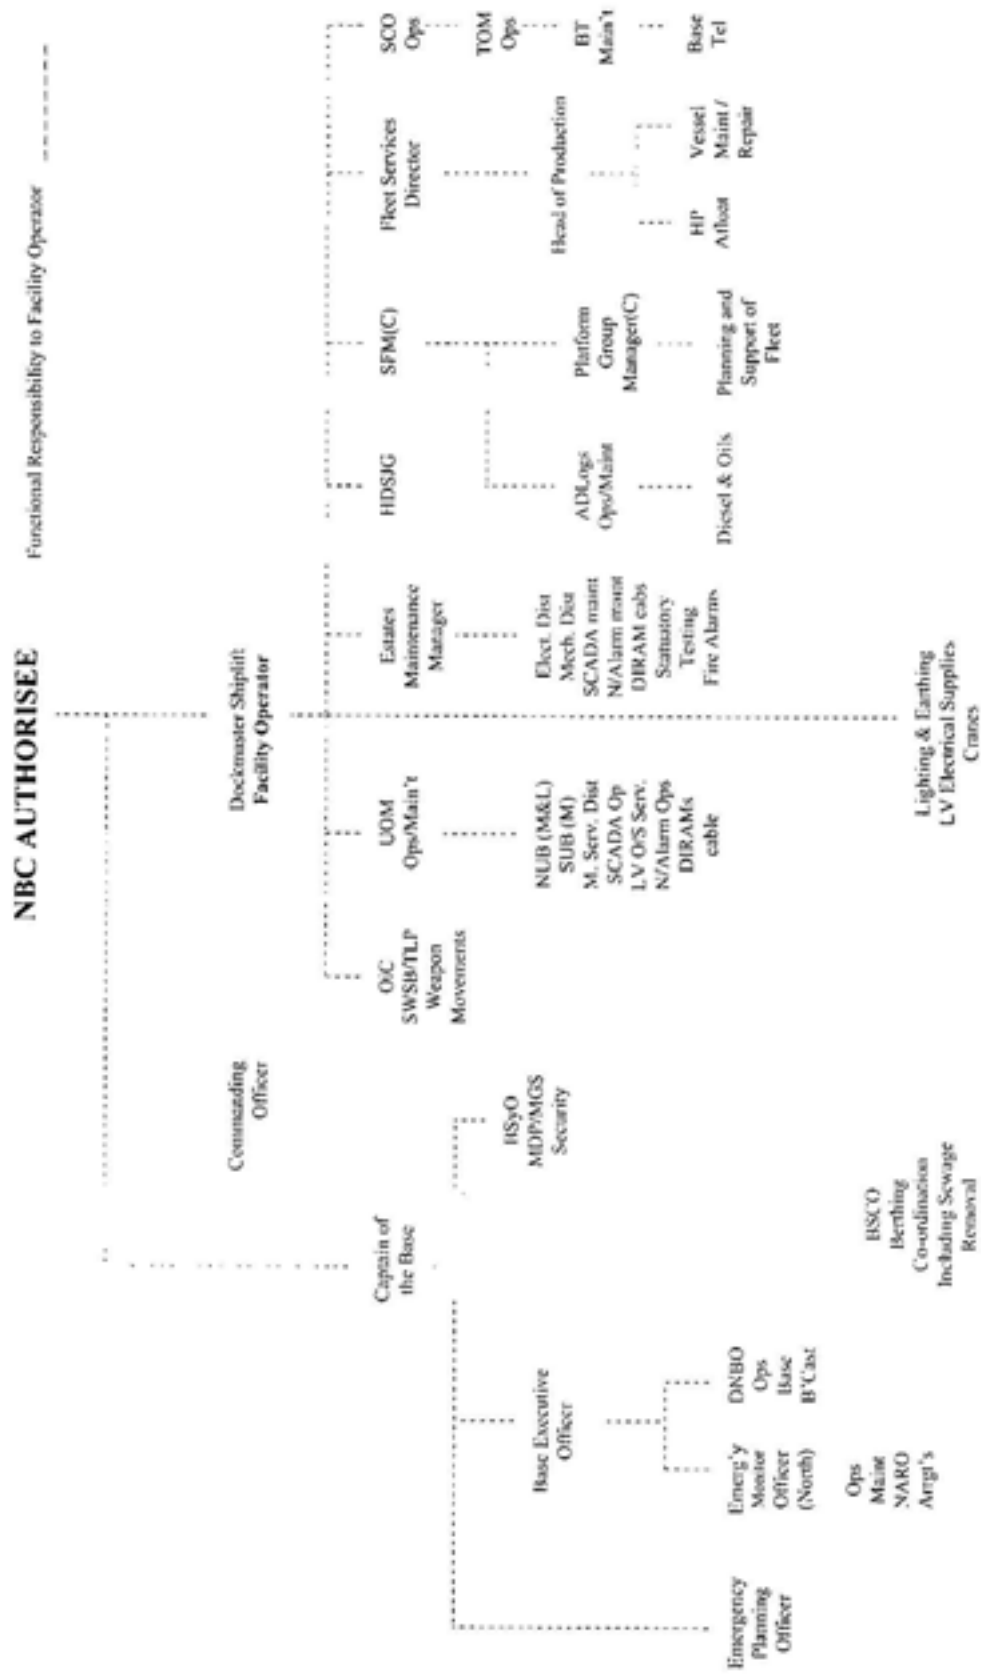 NBC AUTHORISEE
Functional Responsibility to Facility Operator
Commanding
Officer
Dockmaster Shiplift
Facility Operator
Captain of
the Base
OiC
SWSB/TLP
Weapon
Movements
UOM
Ops/Main't
Estates
Maintenance
Manager
HDSJG
SFM(C)
Fleet Services
Director
SCO
Ops
TOM
Ops
Base Executive
Officer
BSyO
MDP/MGS
Security
NUB (M&L)
SUB (M)
M. Serv. Dist
SCADA Op
LV O/S Serv.
N/Alarm Ops
DIRAMs
cable
Elect. Dist
Mech. Dist
SCADA maint
N/Alarm maint
DIRAM cabs
Statuatory
Testing
Fire Alarms
ADLogs
Ops/Maint
Platform
Group
Manager(C)
Head of Production
BT
Main't
Emergency
Planning
Officer
Emerg'y
Monitor
Officer
(North)
Ops
Maint
NARO
Arrgt's
DNBO
Ops
Base
B'Cast
Diesel & Oils
Planning and
Support of
Fleet
HP
Afluent
Vessel
Maint /
Repair
Base
Tel
BSCO
Berthing
Co-ordination
Including Sewage
Removal
Lighting & Earthing
LV Electrical Supplies
Cranes